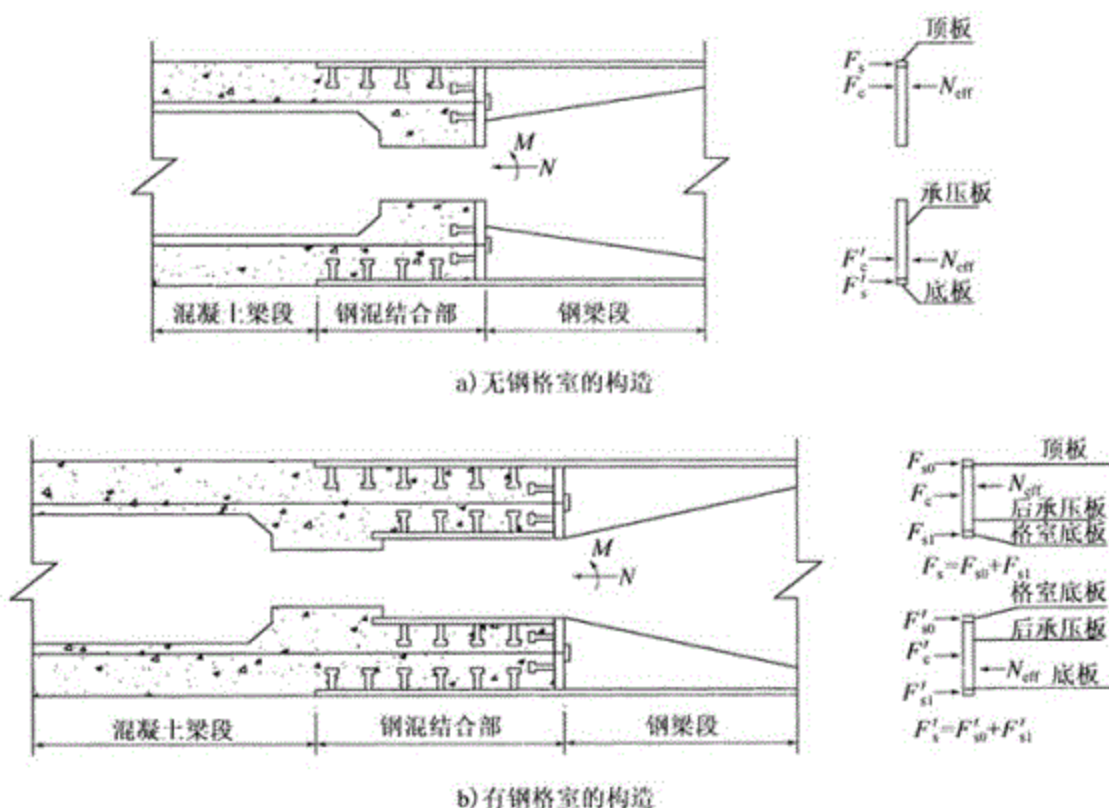 顶板
F_s
F_c
N_eff
M
N
承压板
F'_c
N_eff
F'_s
底板
混凝土梁段
钢混结合部
钢梁段
a)无钢格室的构造
顶板
F_s0
N_eff
F_c
后承压板
F_s1
格室底板
F_s=F_s0+F_s1
M
N
格室底板
F'_s0
后承压板
F'_c
N_eff
底板
F'_s1
F'_s=F'_s0+F'_s1
混凝土梁段
钢混结合部
钢梁段
b)有钢格室的构造